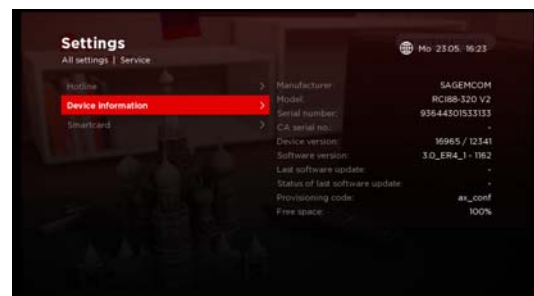 Settings
All settings | Service
Mo 23.05. 16:23
Hotline
Device information
Smartcard
Manufacturer SAGEMCOM
Model: RCI88-320 V2
Serial number: 93644301533133
CA serial no.: -
Device version: 16965 / 12341
Software version: 3.0_ER4_1 - 1162
Last software update: -
Status of last software update: -
Provisioning code: ax_conf
Free space: 100%